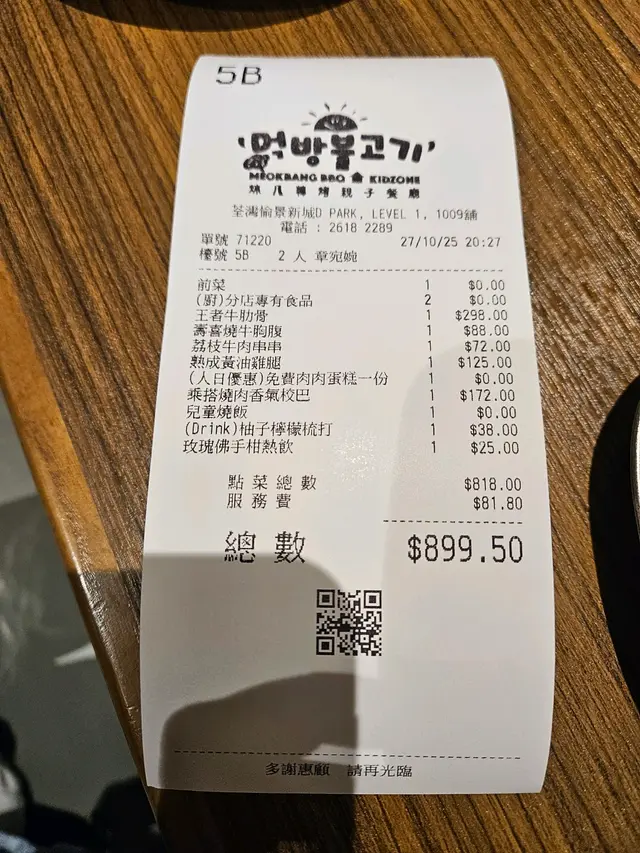 5B
먹방불고기
MEOKBANG BBQ KIDZONE
燒肉韓烤親子餐廳
荃灣愉景新城D PARK, LEVEL 1, 1009舖
電話 : 2618 2289
單號 71220 27/10/25 20:27
檯號 5B 2 人 章宛婉
前菜 1 $0.00
(廚)分店專有食品 2 $0.00
王者牛肋骨 1 $298.00
壽喜燒牛胸腹 1 $88.00
荔枝牛肉串串 1 $72.00
熟成黃油雞腿 1 $125.00
(人日優惠)免費肉肉蛋糕一份 1 $0.00
乘搭燒肉香氣校巴 1 $172.00
兒童燒飯 1 $0.00
(Drink)柚子檸檬梳打 1 $38.00
玫瑰佛手柑熱飲 1 $25.00
點菜總數 $818.00
服務費 $81.80
總數 $899.50
多謝惠顧 請再光臨